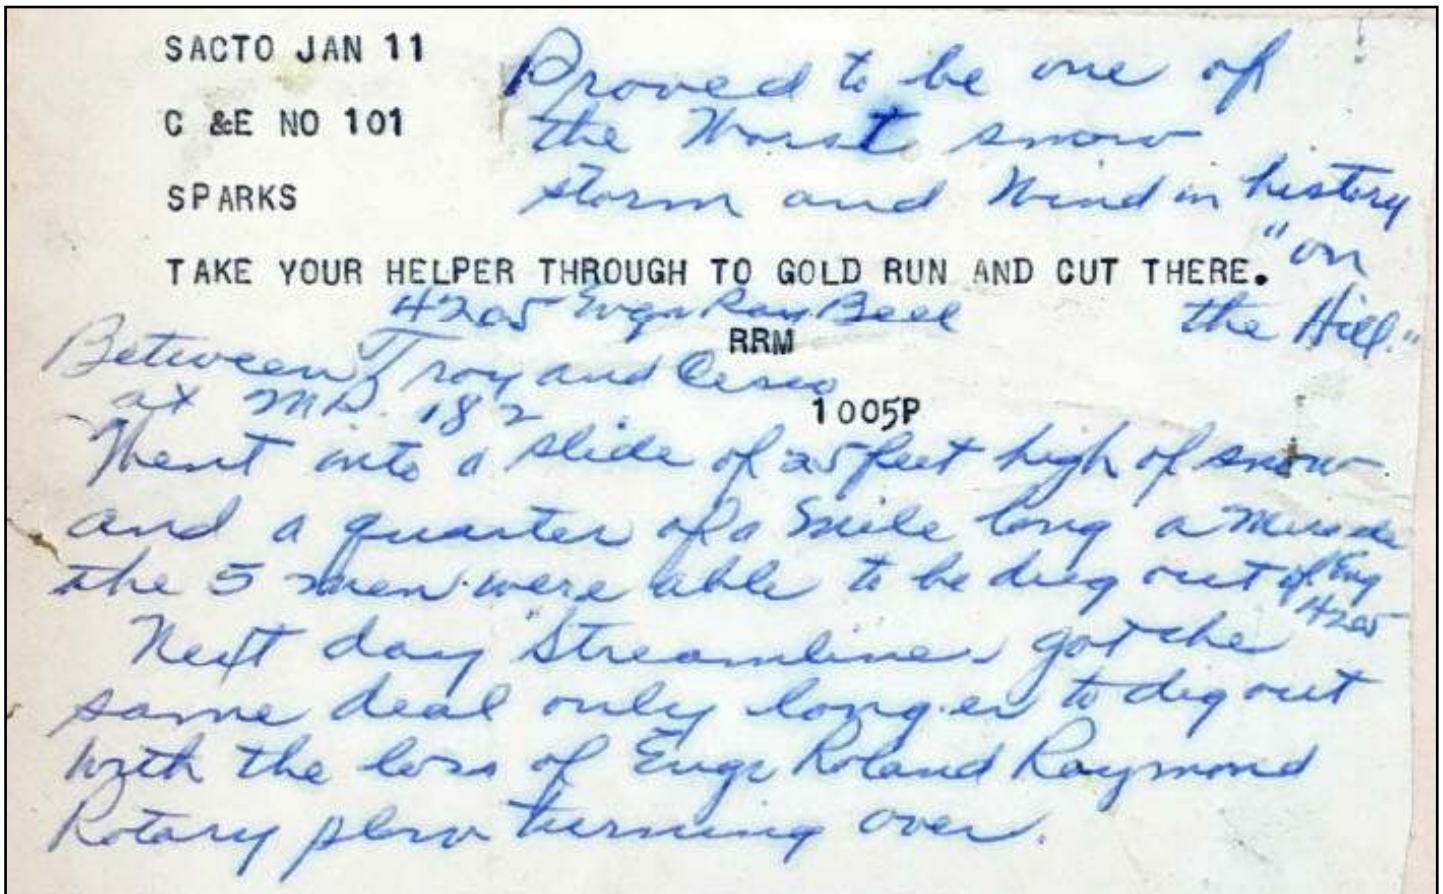 SACTO JAN 11
C &E NO 101
SPARKS
Proved to be one of
the Worst snow
storm and Wind in history
"on
the Hill."
TAKE YOUR HELPER THROUGH TO GOLD RUN AND CUT THERE.
4205 Engr Ray Bell
RRM
Between Troy and Cisco
at M.P. 182
1005P
Went into a slide of 25 feet high of snow
and a quarter of a mile long a
the 5 men were able to be dug out of Eng
4205
Next day Streamliner got the
same deal only longer to dig out
with the loss of Engr Roland Raymond
Rotary plow turning over.